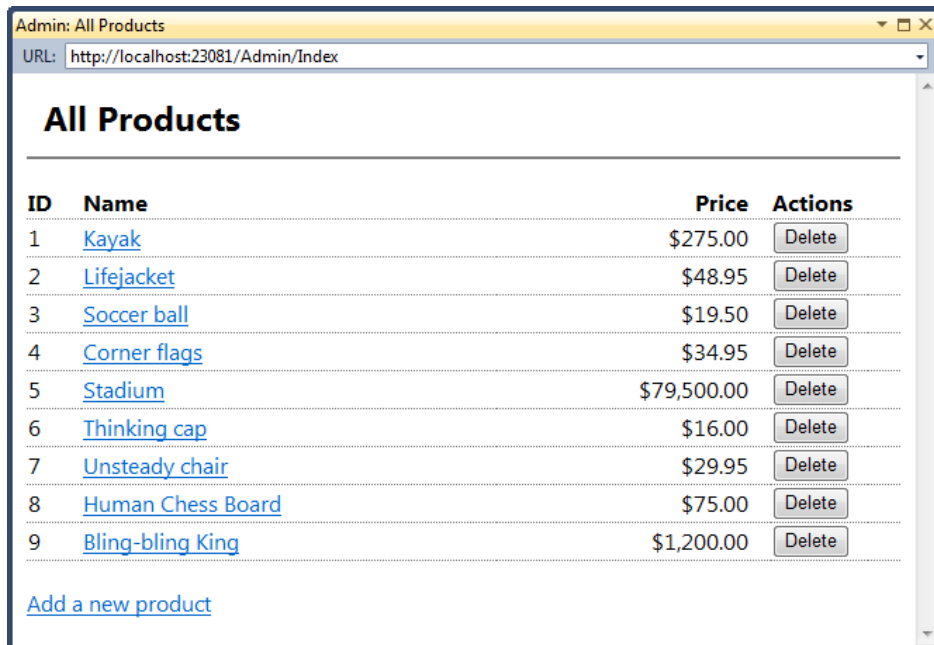 Admin: All Products
URL: http://localhost:23081/Admin/Index
All Products
ID Name Price Actions
1 Kayak $275.00 Delete
2 Lifejacket $48.95 Delete
3 Soccer ball $19.50 Delete
4 Corner flags $34.95 Delete
5 Stadium $79,500.00 Delete
6 Thinking cap $16.00 Delete
7 Unsteady chair $29.95 Delete
8 Human Chess Board $75.00 Delete
9 Bling-bling King $1,200.00 Delete
Add a new product